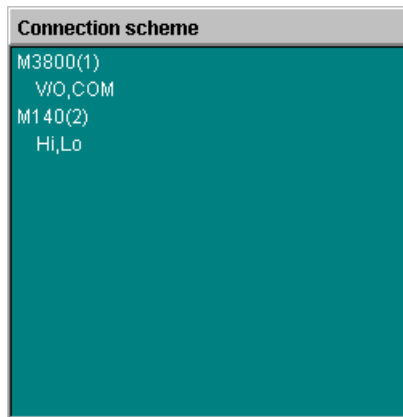 Connection scheme
M3800(1)
V/O,COM
M140(2)
Hi,Lo